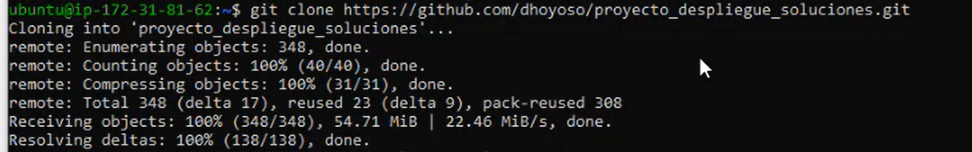 ubuntu@ip-172-31-81-62:~$ git clone https://github.com/dhoyoso/proyecto_despliegue_soluciones.git
Cloning into 'proyecto_despliegue_soluciones'...
remote: Enumerating objects: 348, done.
remote: Counting objects: 100% (40/40), done.
remote: Compressing objects: 100% (31/31), done.
remote: Total 348 (delta 17), reused 23 (delta 9), pack-reused 308
Receiving objects: 100% (348/348), 54.71 MiB | 22.46 MiB/s, done.
Resolving deltas: 100% (138/138), done.